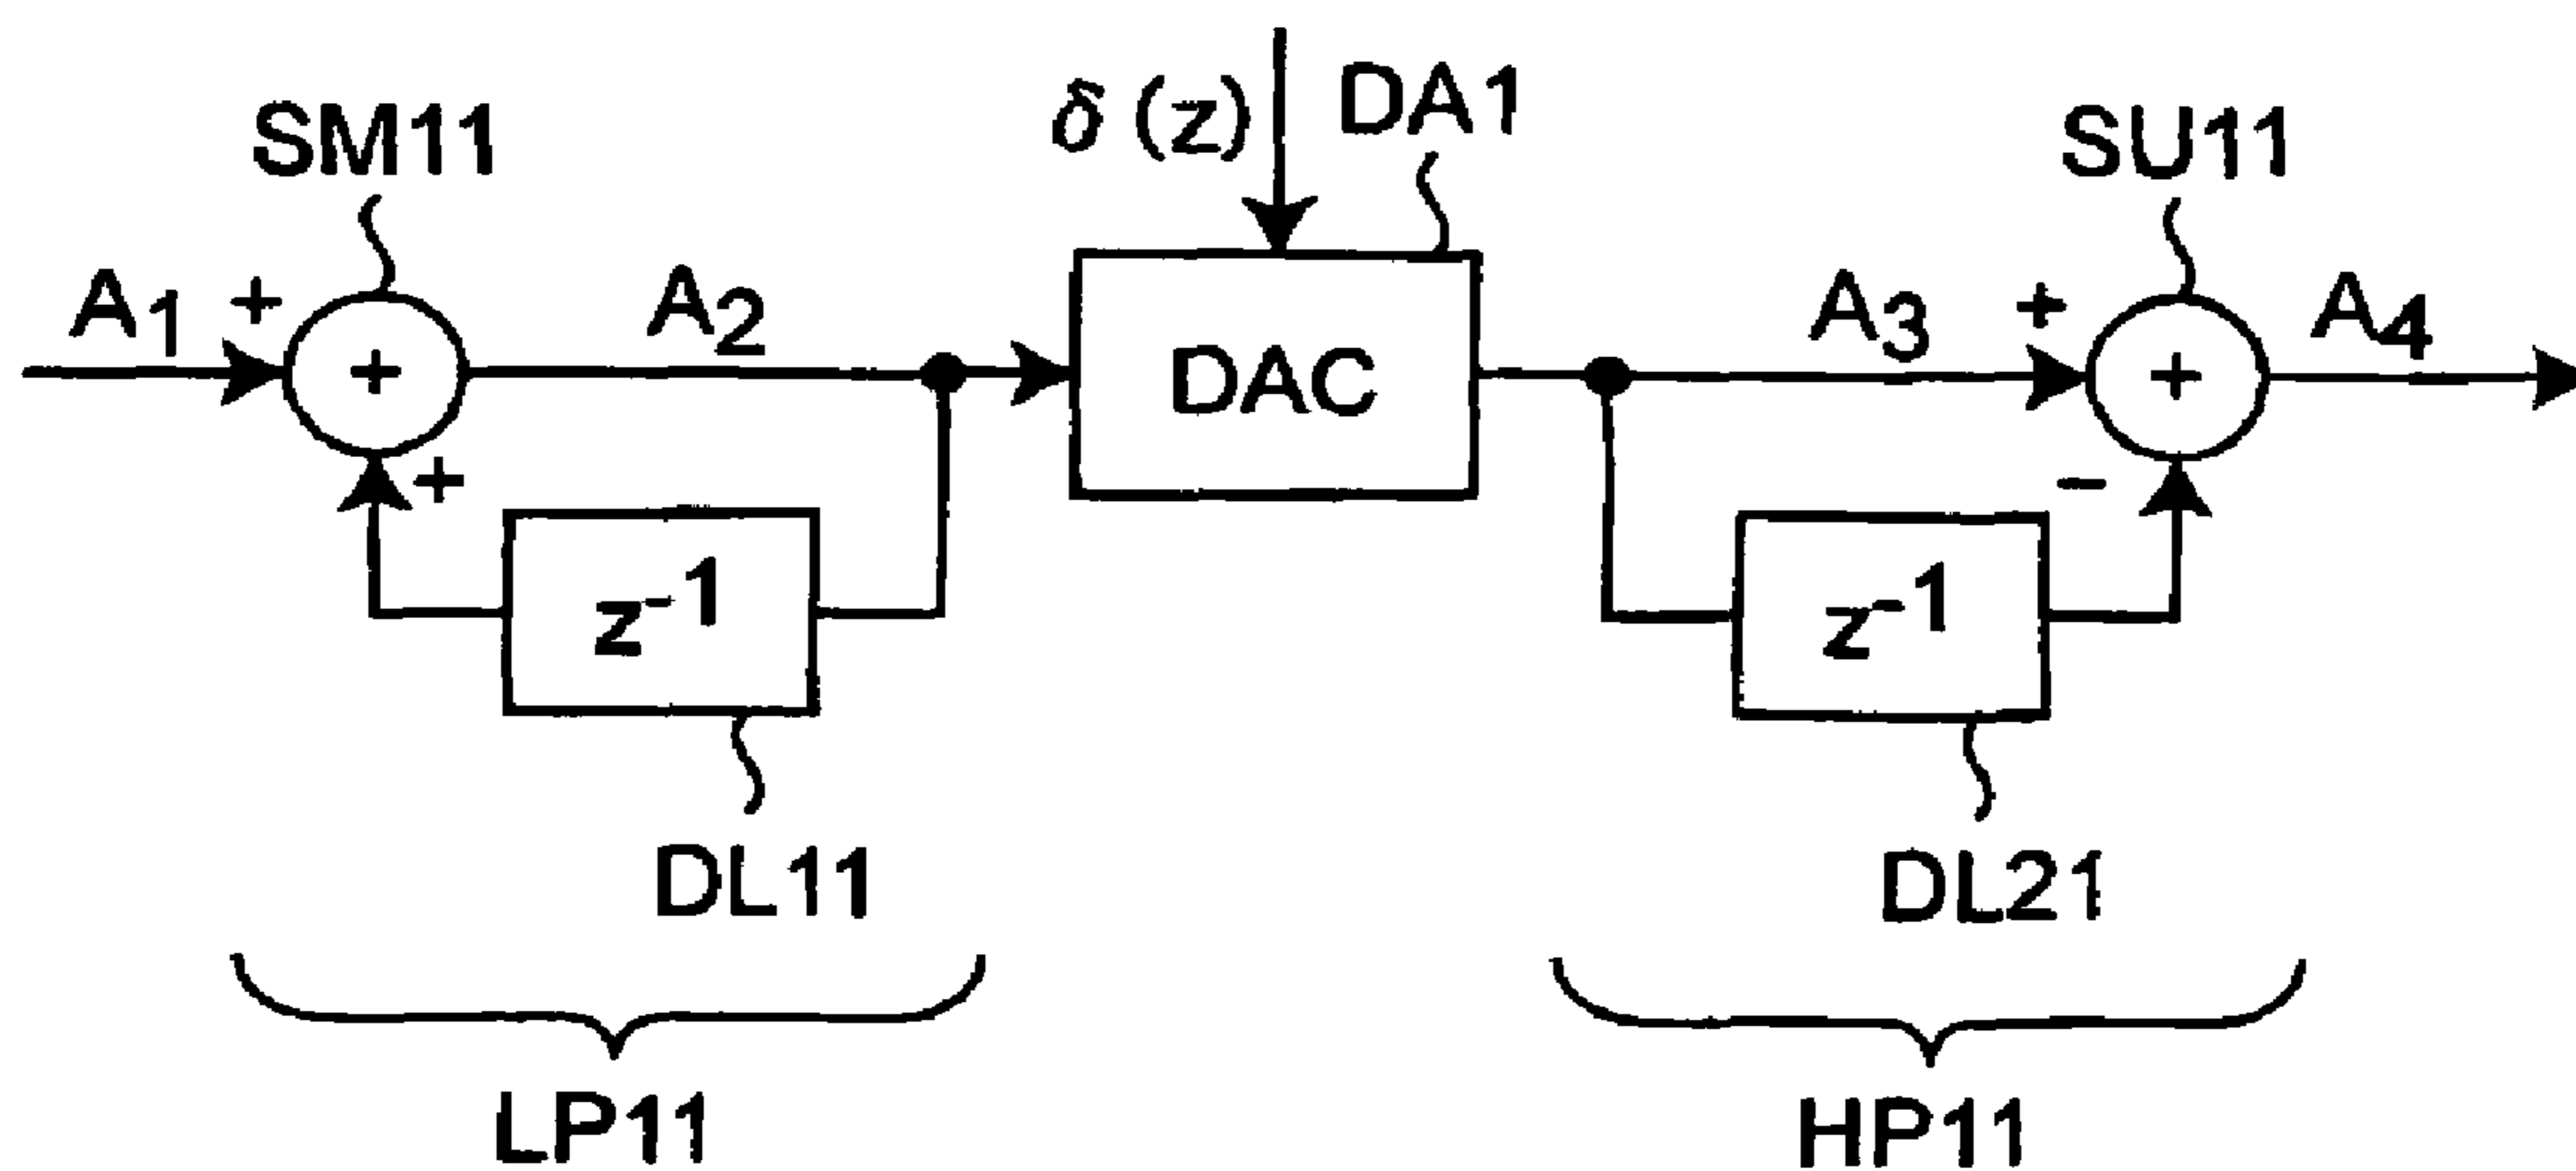 δ (z) DA1
SM11 SU11
A1 + A2 A3 + A4
+ DAC +
+ −
z-1 z-1
DL11 DL21
LP11 HP11